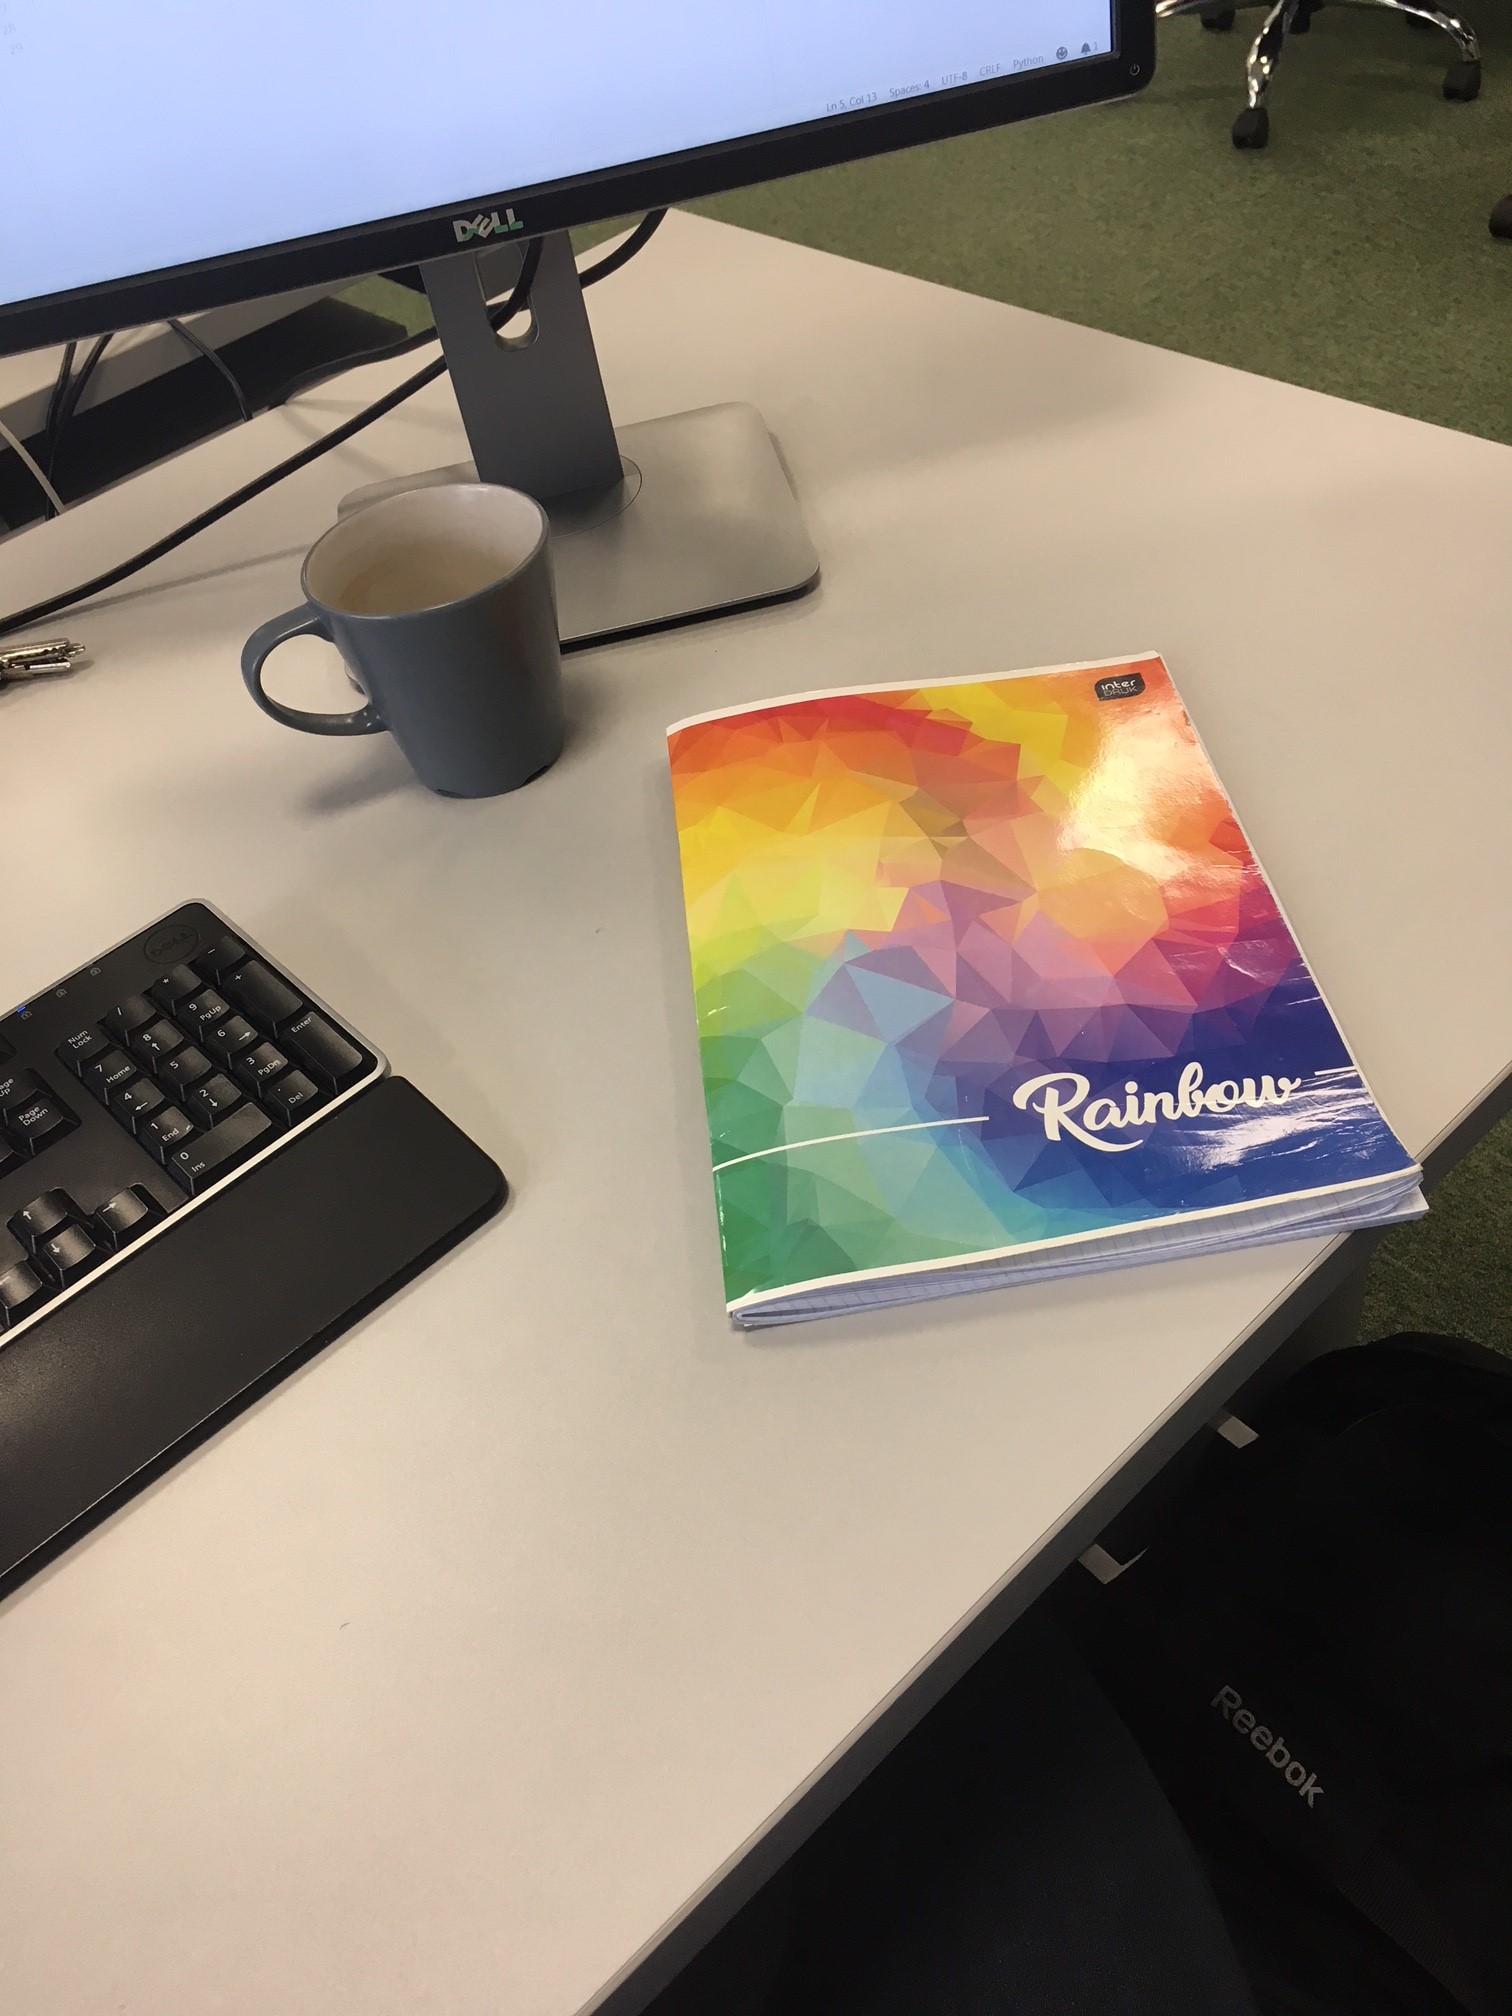 28
29
Ln 5, Col 13 Spaces: 4 UTF-8 CRLF Python 1
DELL
inter
DRUK
Rainbow
DELL
Num
Lock
/
*
-
7
Home
8
9
PgUp
+
4
5
6
1
End
2
3
PgDn
Enter
0
Ins
.
Del
Page
Up
Page
Down
Reebok